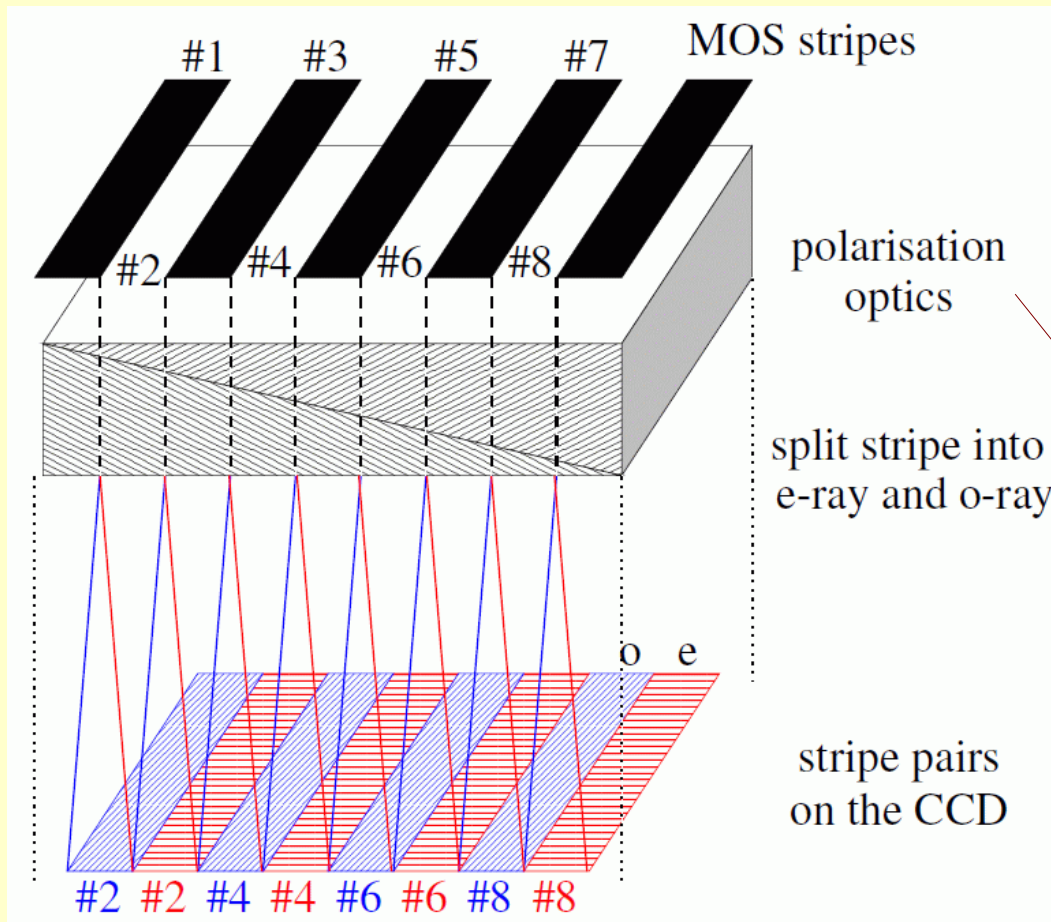 #1 #3 #5 #7 MOS stripes
#2 #4 #6 #8
polarisation
optics
split stripe into
e-ray and o-ray
o e
stripe pairs
on the CCD
#2 #2 #4 #4 #6 #6 #8 #8